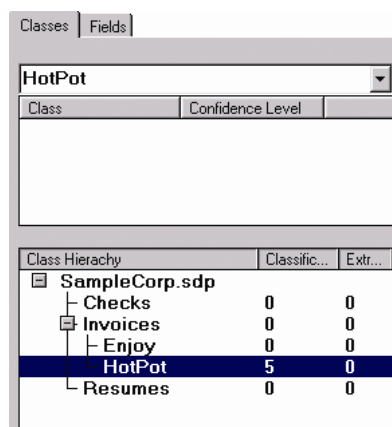 Classes Fields
HotPot
Class Confidence Level
Class Hierachy Classific... Extr...
SampleCorp.sdp
Checks 0 0
Invoices 0 0
Enjoy 0 0
HotPot 5 0
Resumes 0 0